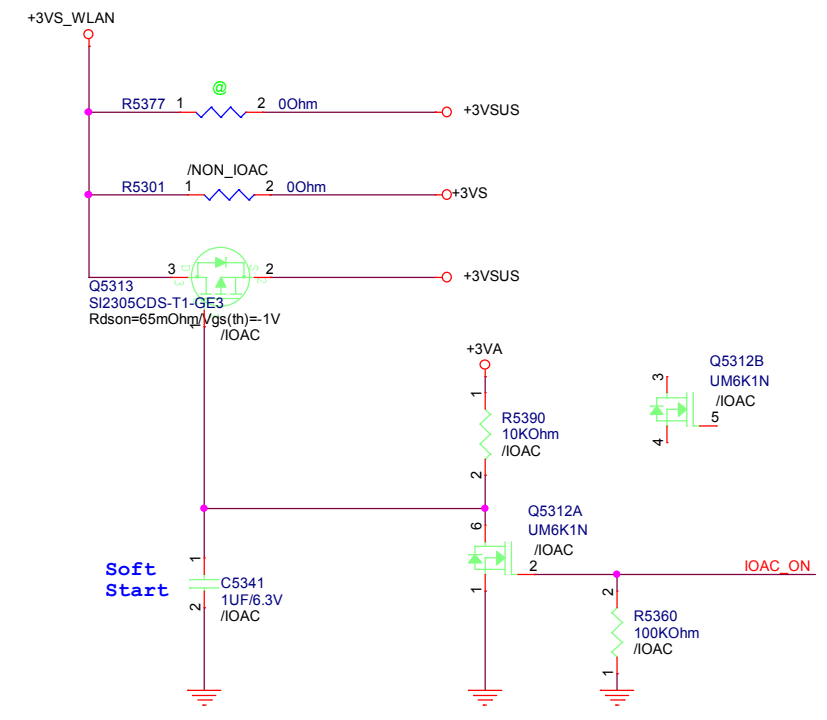 +3VS_WLAN
@
R5377 1 2 0Ohm +3VSUS
/NON_IOAC
R5301 1 2 0Ohm +3VS
3 D S 2 +3VSUS
Q5313
SI2305CDS-T1-GE3
Rdson=65mOhm/Vgs(th)=-1V
1 /IOAC
+3VA
1
R5390
10KOhm
/IOAC
2
3
Q5312B
UM6K1N
/IOAC
5
4
6
Q5312A
UM6K1N
/IOAC
2
1
IOAC_ON
Soft
Start
1
C5341
1UF/6.3V
2
/IOAC
2
R5360
100KOhm
/IOAC
1